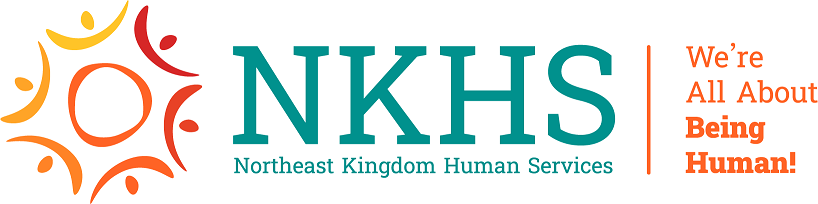 NKHS
Northeast Kingdom Human Services
We're
All About
Being
Human!